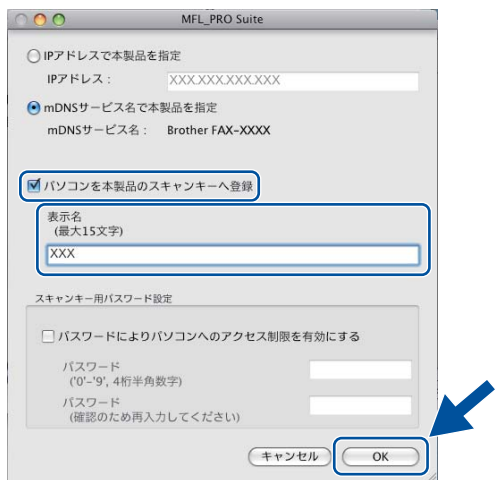 MFL_PRO Suite
IPアドレスで本製品を指定
IPアドレス : XXX.XXX.XXX.XXX
mDNSサービス名で本製品を指定
mDNSサービス名 : Brother FAX-XXXX
パソコンを本製品のスキャンキーへ登録
表示名
(最大15文字)
XXX
スキャンキー用パスワード設定
パスワードによりパソコンへのアクセス制限を有効にする
パスワード
('0'-'9', 4桁半角数字)
パスワード
(確認のため再入力してください)
キャンセル OK